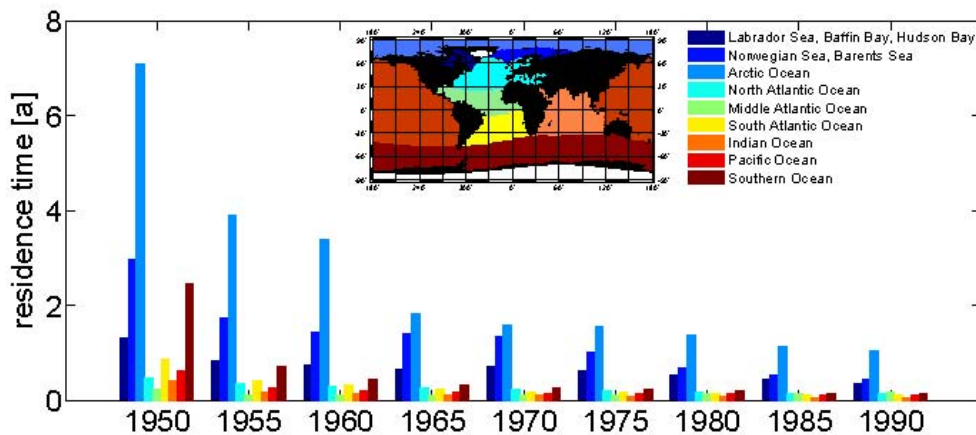 8
6
4
2
0
residence time [a]
Labrador Sea, Baffin Bay, Hudson Bay
Norwegian Sea, Barents Sea
Arctic Ocean
North Atlantic Ocean
Middle Atlantic Ocean
South Atlantic Ocean
Indian Ocean
Pacific Ocean
Southern Ocean
1950 1955 1960 1965 1970 1975 1980 1985 1990